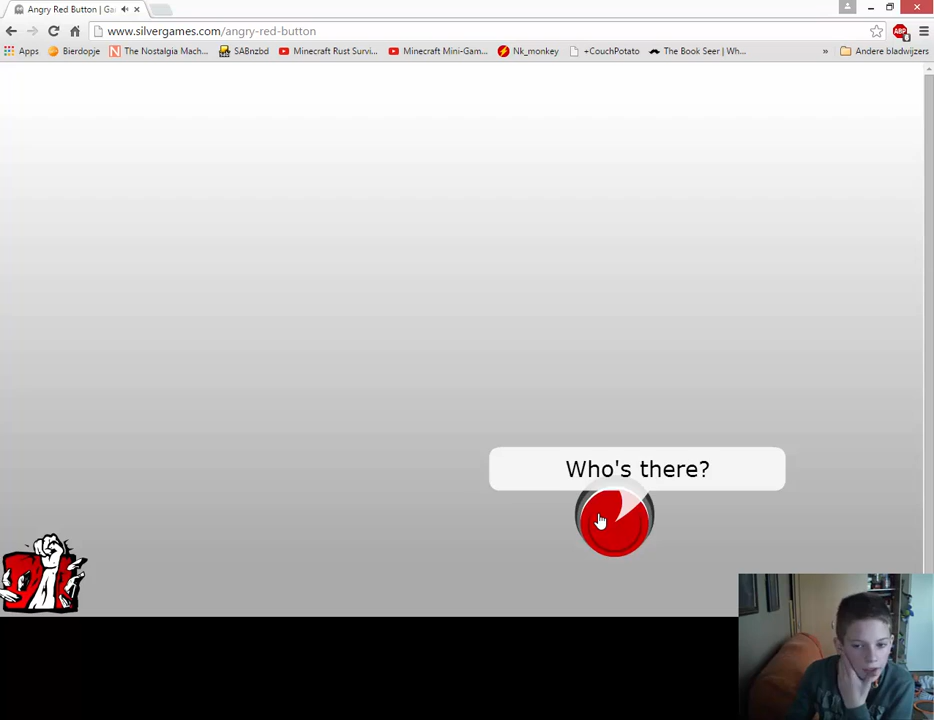 Angry Red Button | Ga
www.silvergames.com/angry-red-button
ABP
Apps Bierdopje The Nostalgia Mach... SABnzbd Minecraft Rust Survi... Minecraft Mini-Gam... Nk_monkey +CouchPotato The Book Seer | Wh... » Andere bladwijzers
Who's there?